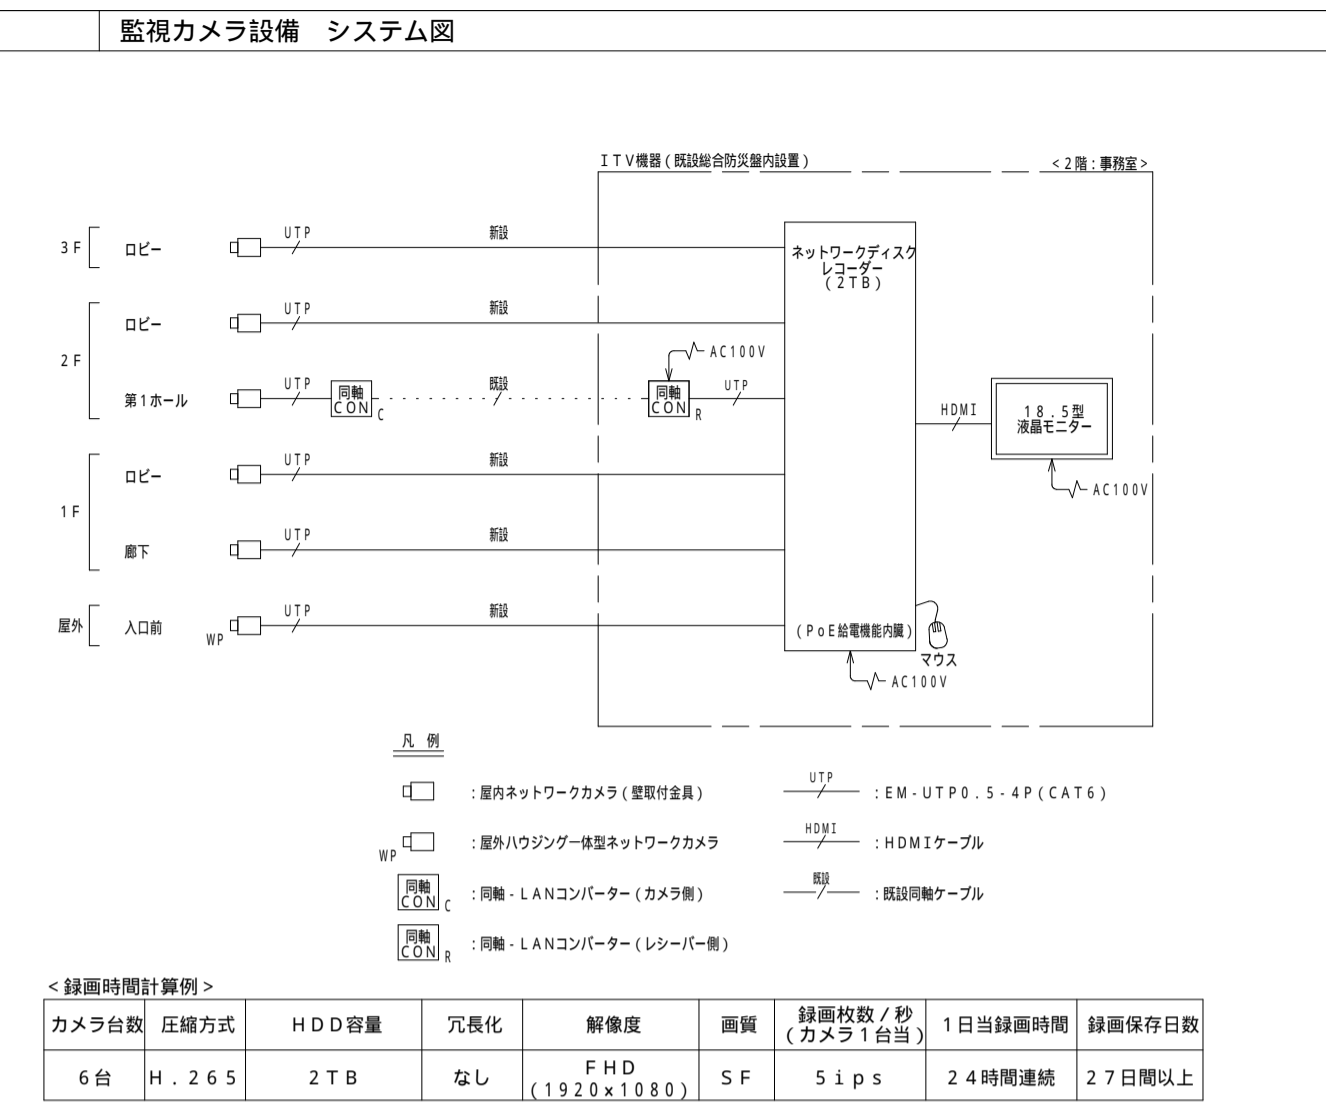 監視カメラ設備　システム図
ＩＴＶ機器（既設総合防災盤内設置）
＜２階：事務室＞
３Ｆ
ロビー
ＵＴＰ
新設
ネットワークディスク
レコーダー
（２ＴＢ）
２Ｆ
ロビー
ＵＴＰ
新設
第１ホール
ＵＴＰ
同軸
ＣＯＮ
Ｃ
既設
同軸
ＣＯＮ
Ｒ
ＡＣ１００Ｖ
ＵＴＰ
ＨＤＭＩ
１８．５型
液晶モニター
ＡＣ１００Ｖ
１Ｆ
ロビー
ＵＴＰ
新設
廊下
ＵＴＰ
新設
屋外
入口前
ＷＰ
ＵＴＰ
新設
（ＰｏＥ給電機能内臓）
マウス
ＡＣ１００Ｖ
凡　例
：屋内ネットワークカメラ（壁取付金具）
ＷＰ
：屋外ハウジング一体型ネットワークカメラ
同軸
ＣＯＮ
Ｃ
：同軸‐ＬＡＮコンバーター（カメラ側）
同軸
ＣＯＮ
Ｒ
：同軸‐ＬＡＮコンバーター（レシーバー側）
ＵＴＰ
：ＥＭ‐ＵＴＰ０．５‐４Ｐ（ＣＡＴ６）
ＨＤＭＩ
：ＨＤＭＩケーブル
既設
：既設同軸ケーブル
＜録画時間計算例＞
カメラ台数
圧縮方式
ＨＤＤ容量
冗長化
解像度
画質
録画枚数／秒
（カメラ１台当）
１日当録画時間
録画保存日数
６台
Ｈ．２６５
２ＴＢ
なし
ＦＨＤ
（１９２０×１０８０）
ＳＦ
５ｉｐｓ
２４時間連続
２７日間以上